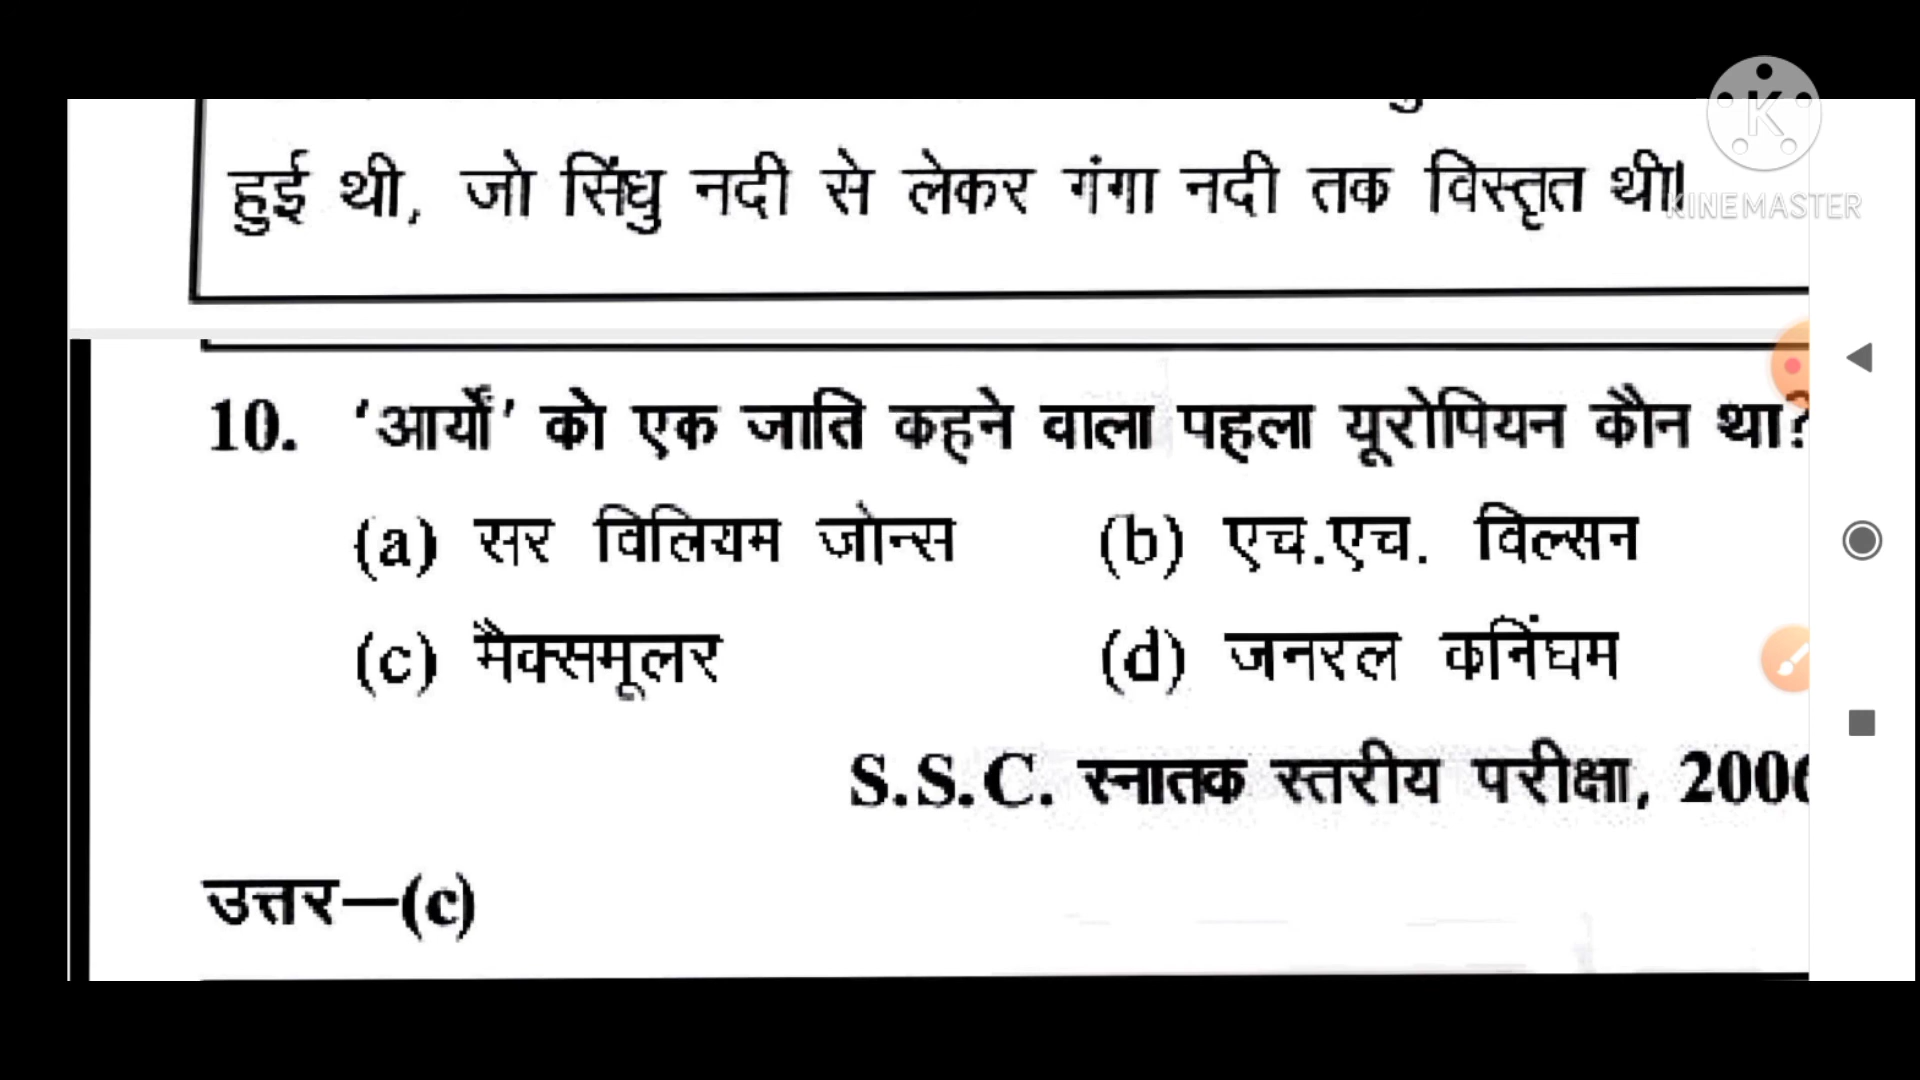 हुई थी, जो सिंधु नदी से लेकर गंगा नदी तक विस्तृत थी।
K
KINEMASTER
10. ‘आर्यों’ को एक जाति कहने वाला पहला यूरोपियन कौन था?
(a) सर विलियम जोन्स (b) एच.एच. विल्सन
(c) मैक्समूलर (d) जनरल कनिंघम
S.S.C. स्नातक स्तरीय परीक्षा, 2006
उत्तर—(c)